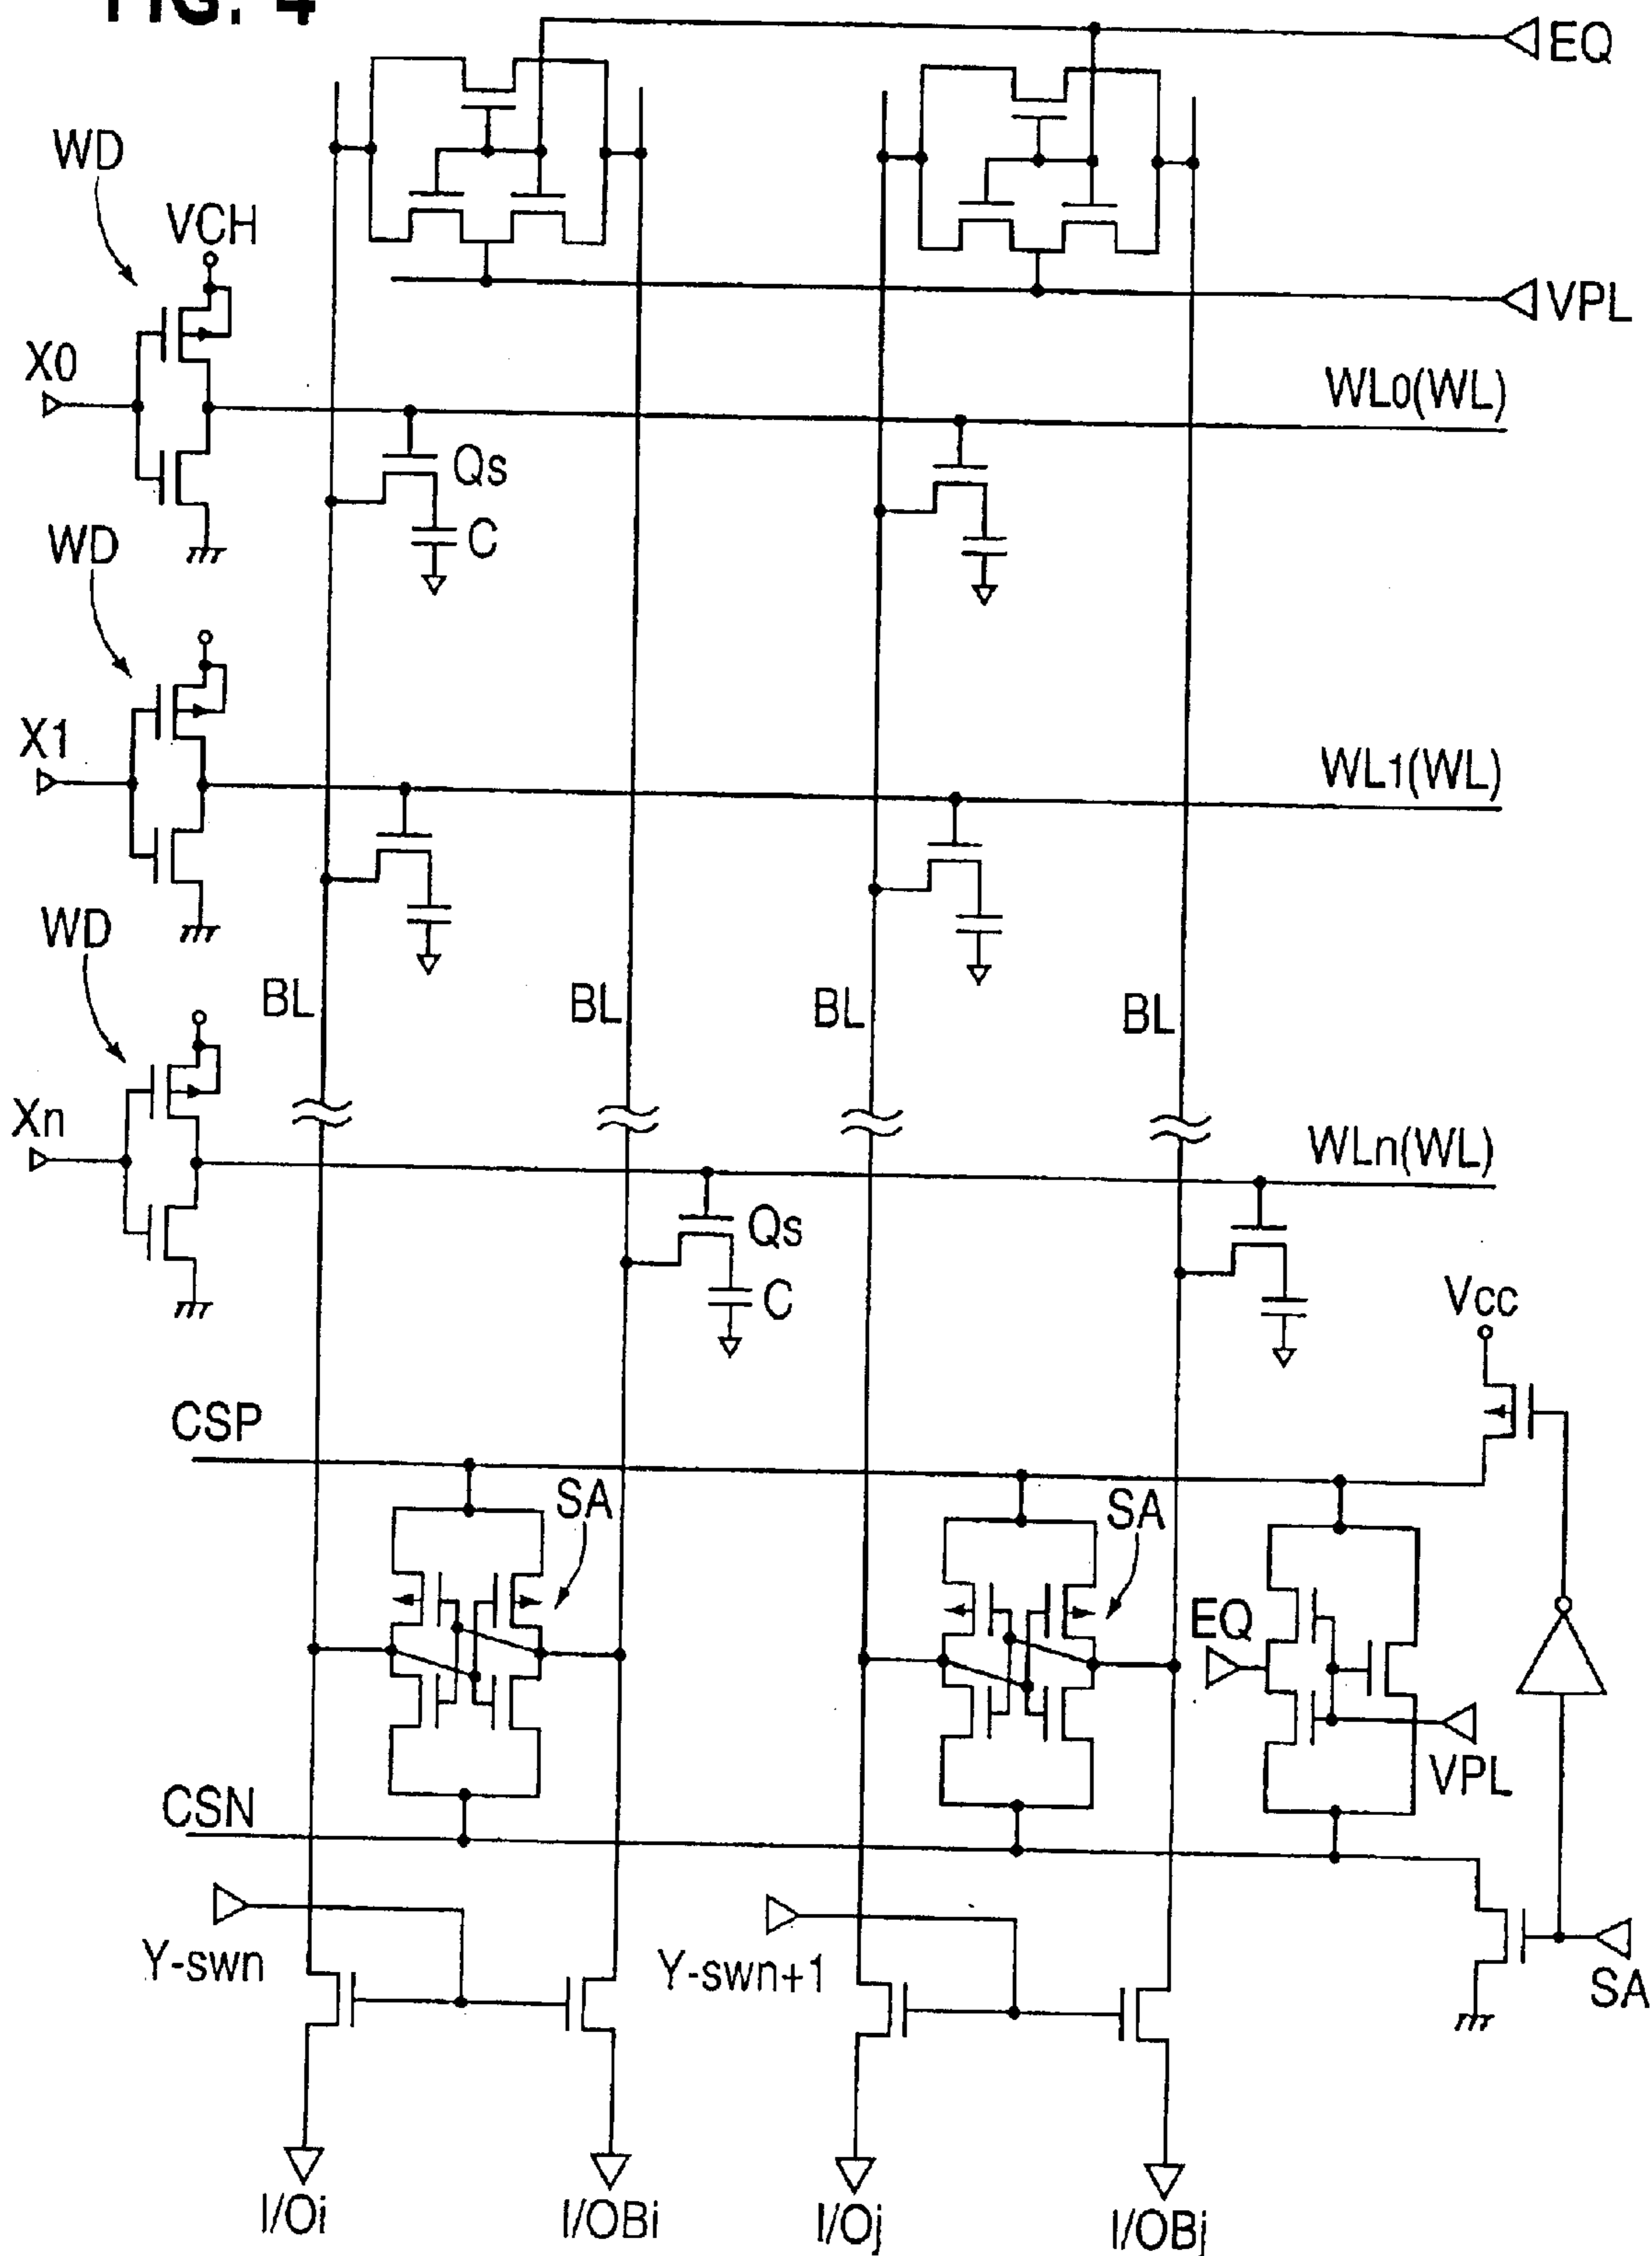 FIG. 4
EQ
WD
VCH
VPL
X0
WL0(WL)
Qs
C
WD
X1
WL1(WL)
WD
BL
BL
BL
BL
Xn
WLn(WL)
Qs
C
Vcc
CSP
SA
SA
EQ
VPL
CSN
Y-swn
Y-swn+1
SA
I/Oi
I/OBi
I/Oj
I/OBj